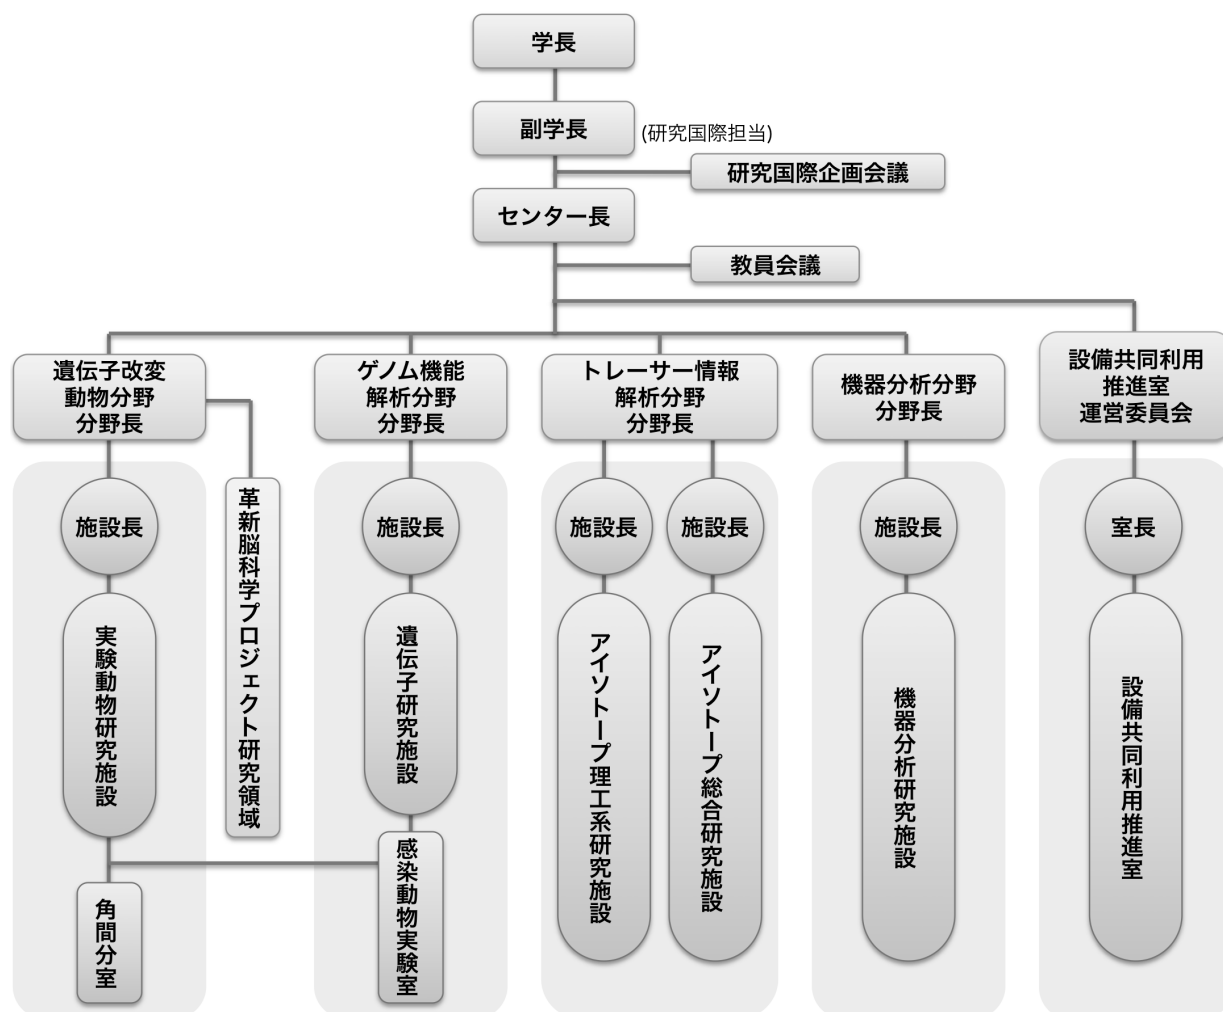 学長
副学長
(研究国際担当)
研究国際企画会議
センター長
教員会議
遺伝子改変
動物分野
分野長
ゲノム機能
解析分野
分野長
トレーサー情報
解析分野
分野長
機器分析分野
分野長
設備共同利用
推進室
運営委員会
施設長
施設長
施設長
施設長
施設長
室長
実験動物研究施設
革新脳科学プロジェクト研究領域
遺伝子研究施設
アイソトープ理工系研究施設
アイソトープ総合研究施設
機器分析研究施設
設備共同利用推進室
角間分室
感染動物実験室